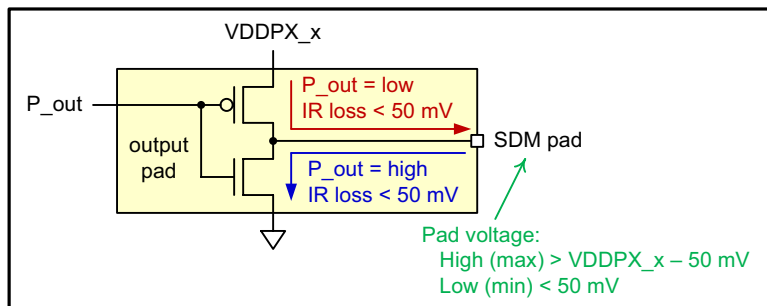 VDDPX_x
P_out
P_out = low
IR loss < 50 mV
output
pad
SDM pad
P_out = high
IR loss < 50 mV
Pad voltage:
High (max) > VDDPX_x – 50 mV
Low (min) < 50 mV